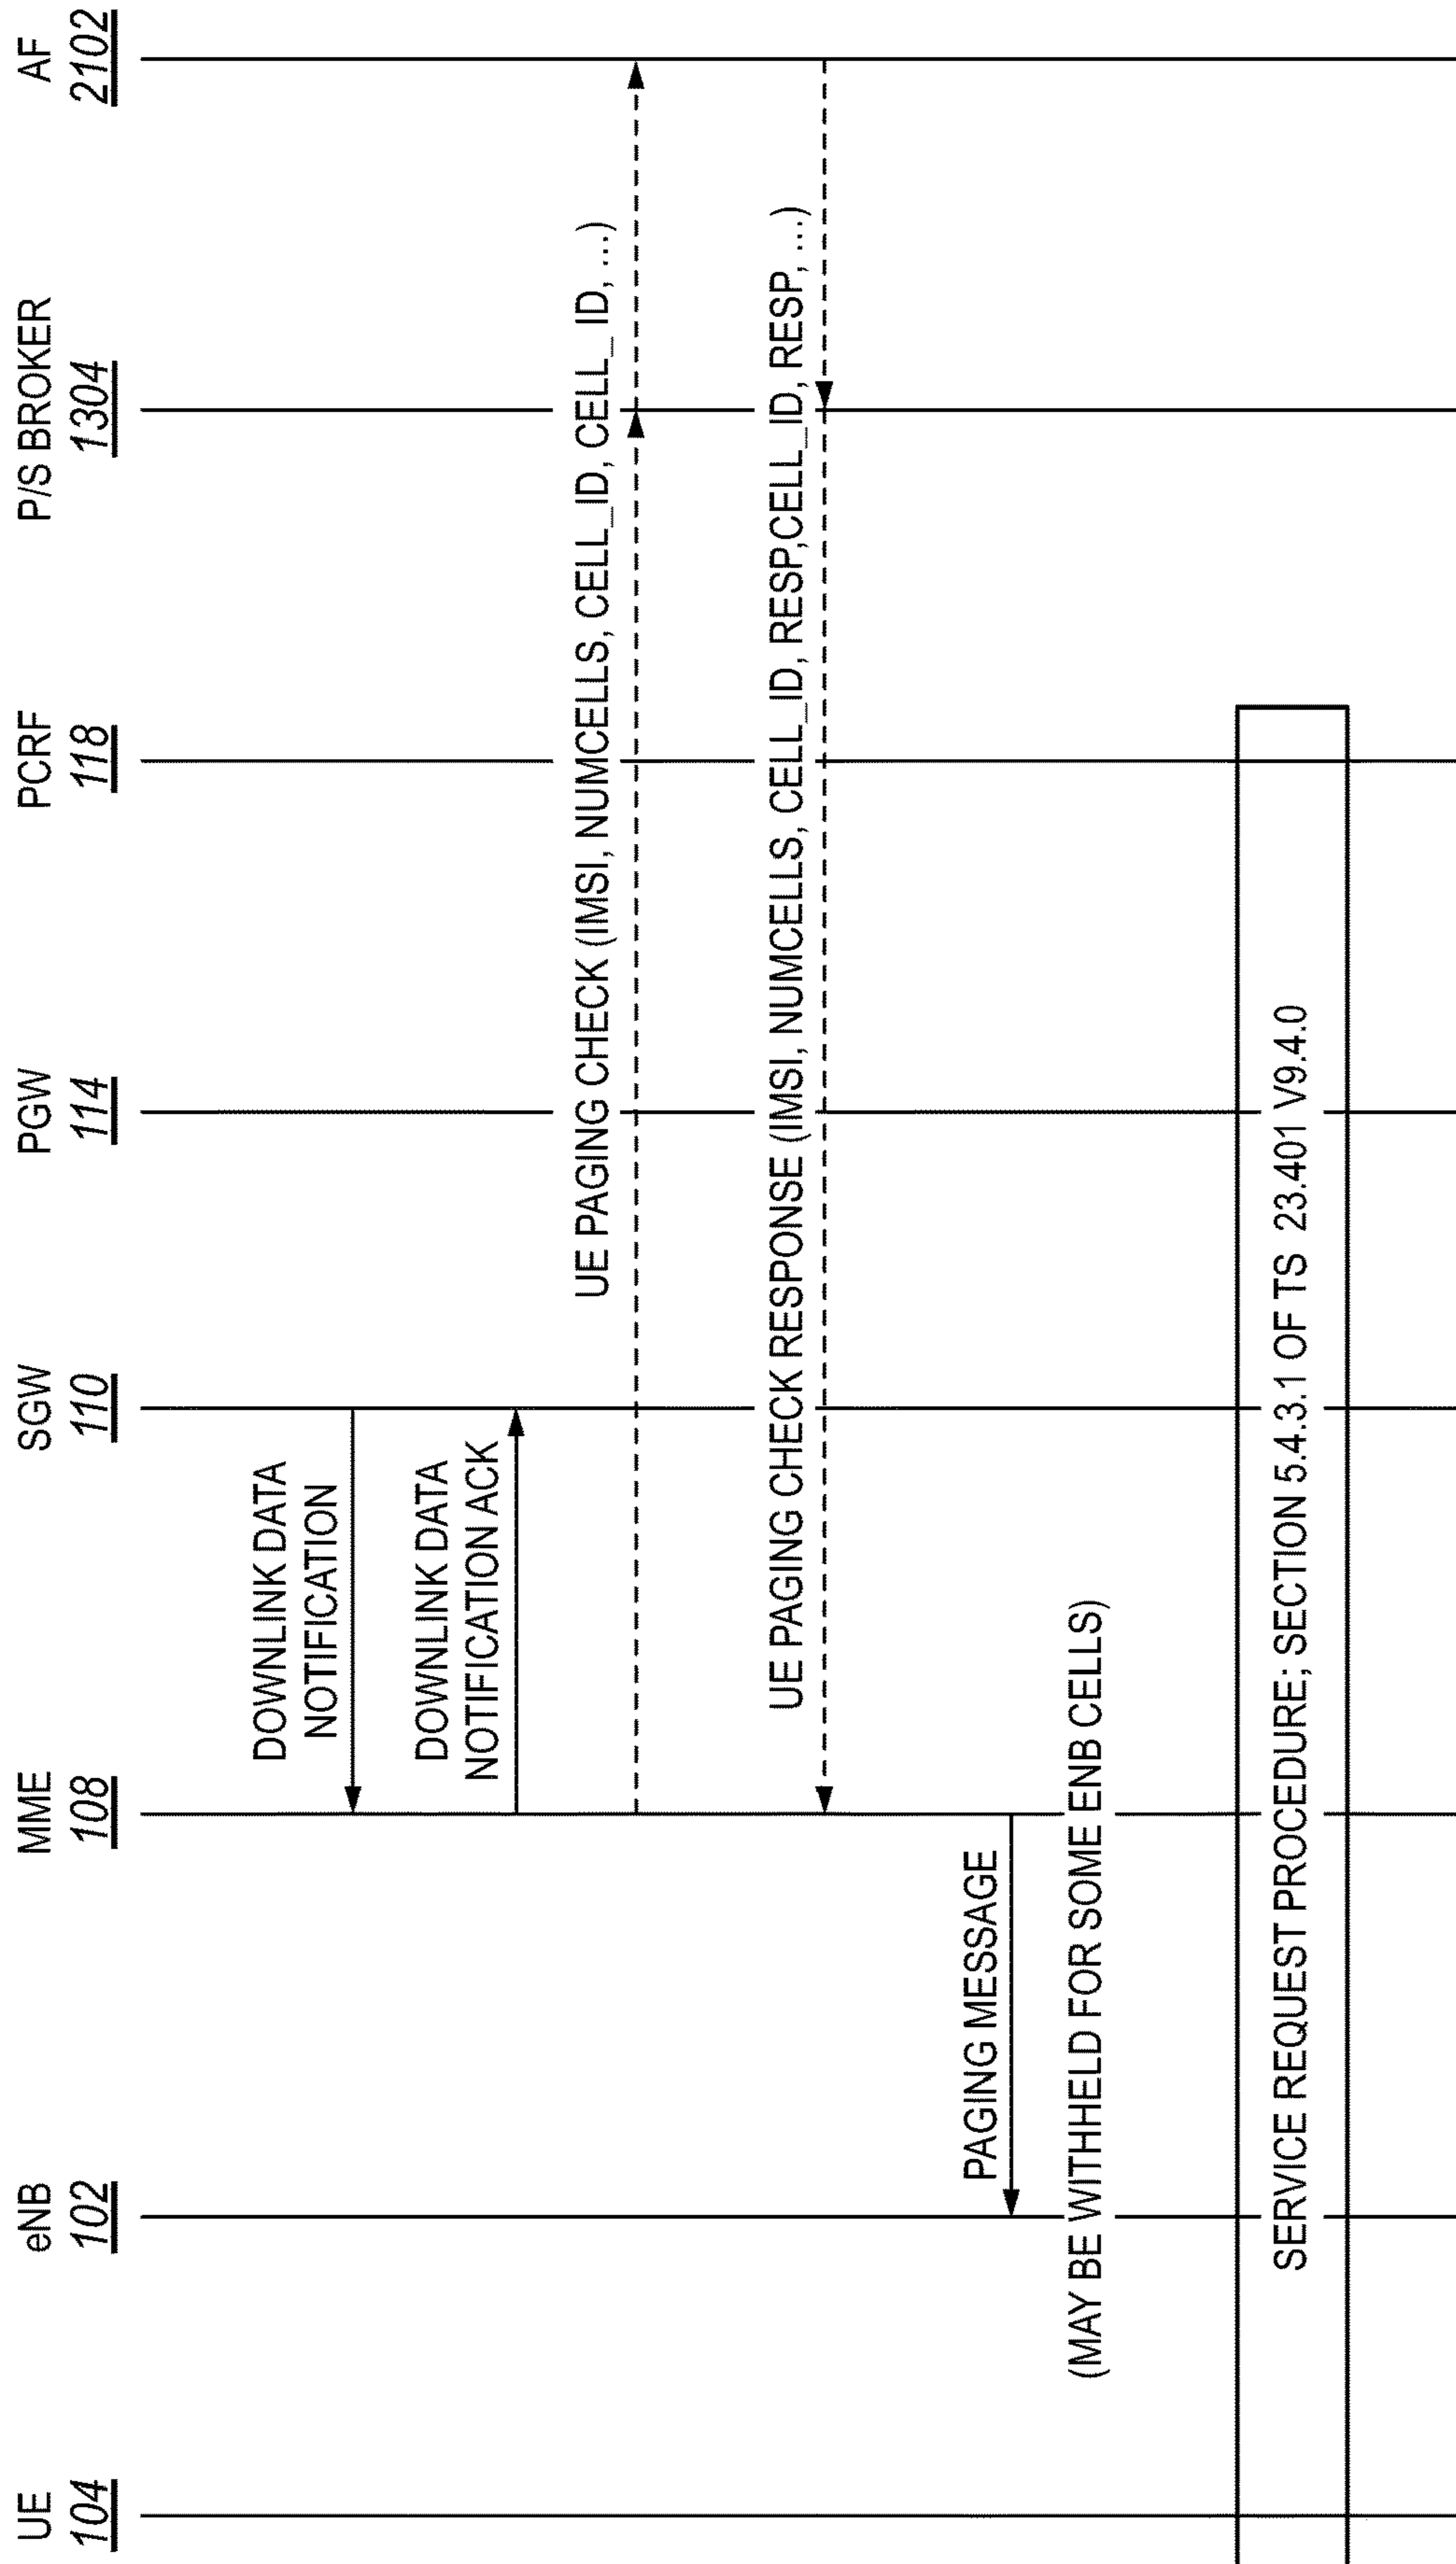 UE
104
eNB
102
MME
108
SGW
110
PGW
114
PCRF
118
P/S BROKER
1304
AF
2102
DOWNLINK DATA
NOTIFICATION
DOWNLINK DATA
NOTIFICATION ACK
UE PAGING CHECK (IMSI, NUMCELLS, CELL_ID, CELL_ ID, ...)
UE PAGING CHECK RESPONSE (IMSI, NUMCELLS, CELL_ID, RESP,CELL_ID, RESP, ...)
PAGING MESSAGE
(MAY BE WITHHELD FOR SOME ENB CELLS)
SERVICE REQUEST PROCEDURE; SECTION 5.4.3.1 OF TS 23.401 V9.4.0